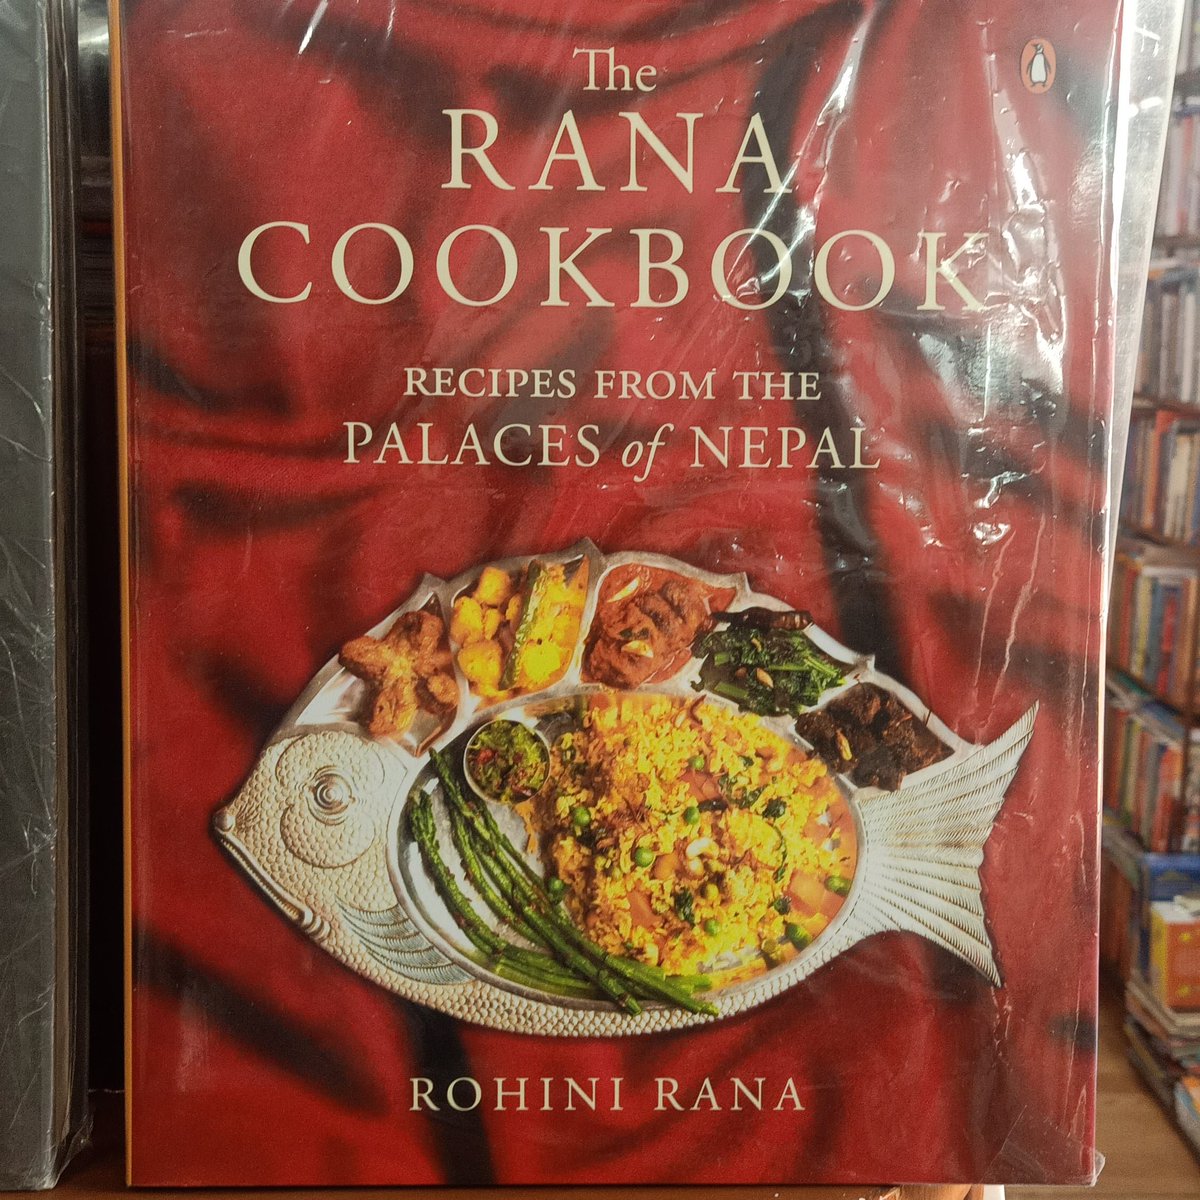 The
RANA
COOKBOOK
RECIPES FROM THE
PALACES of NEPAL
ROHINI RANA